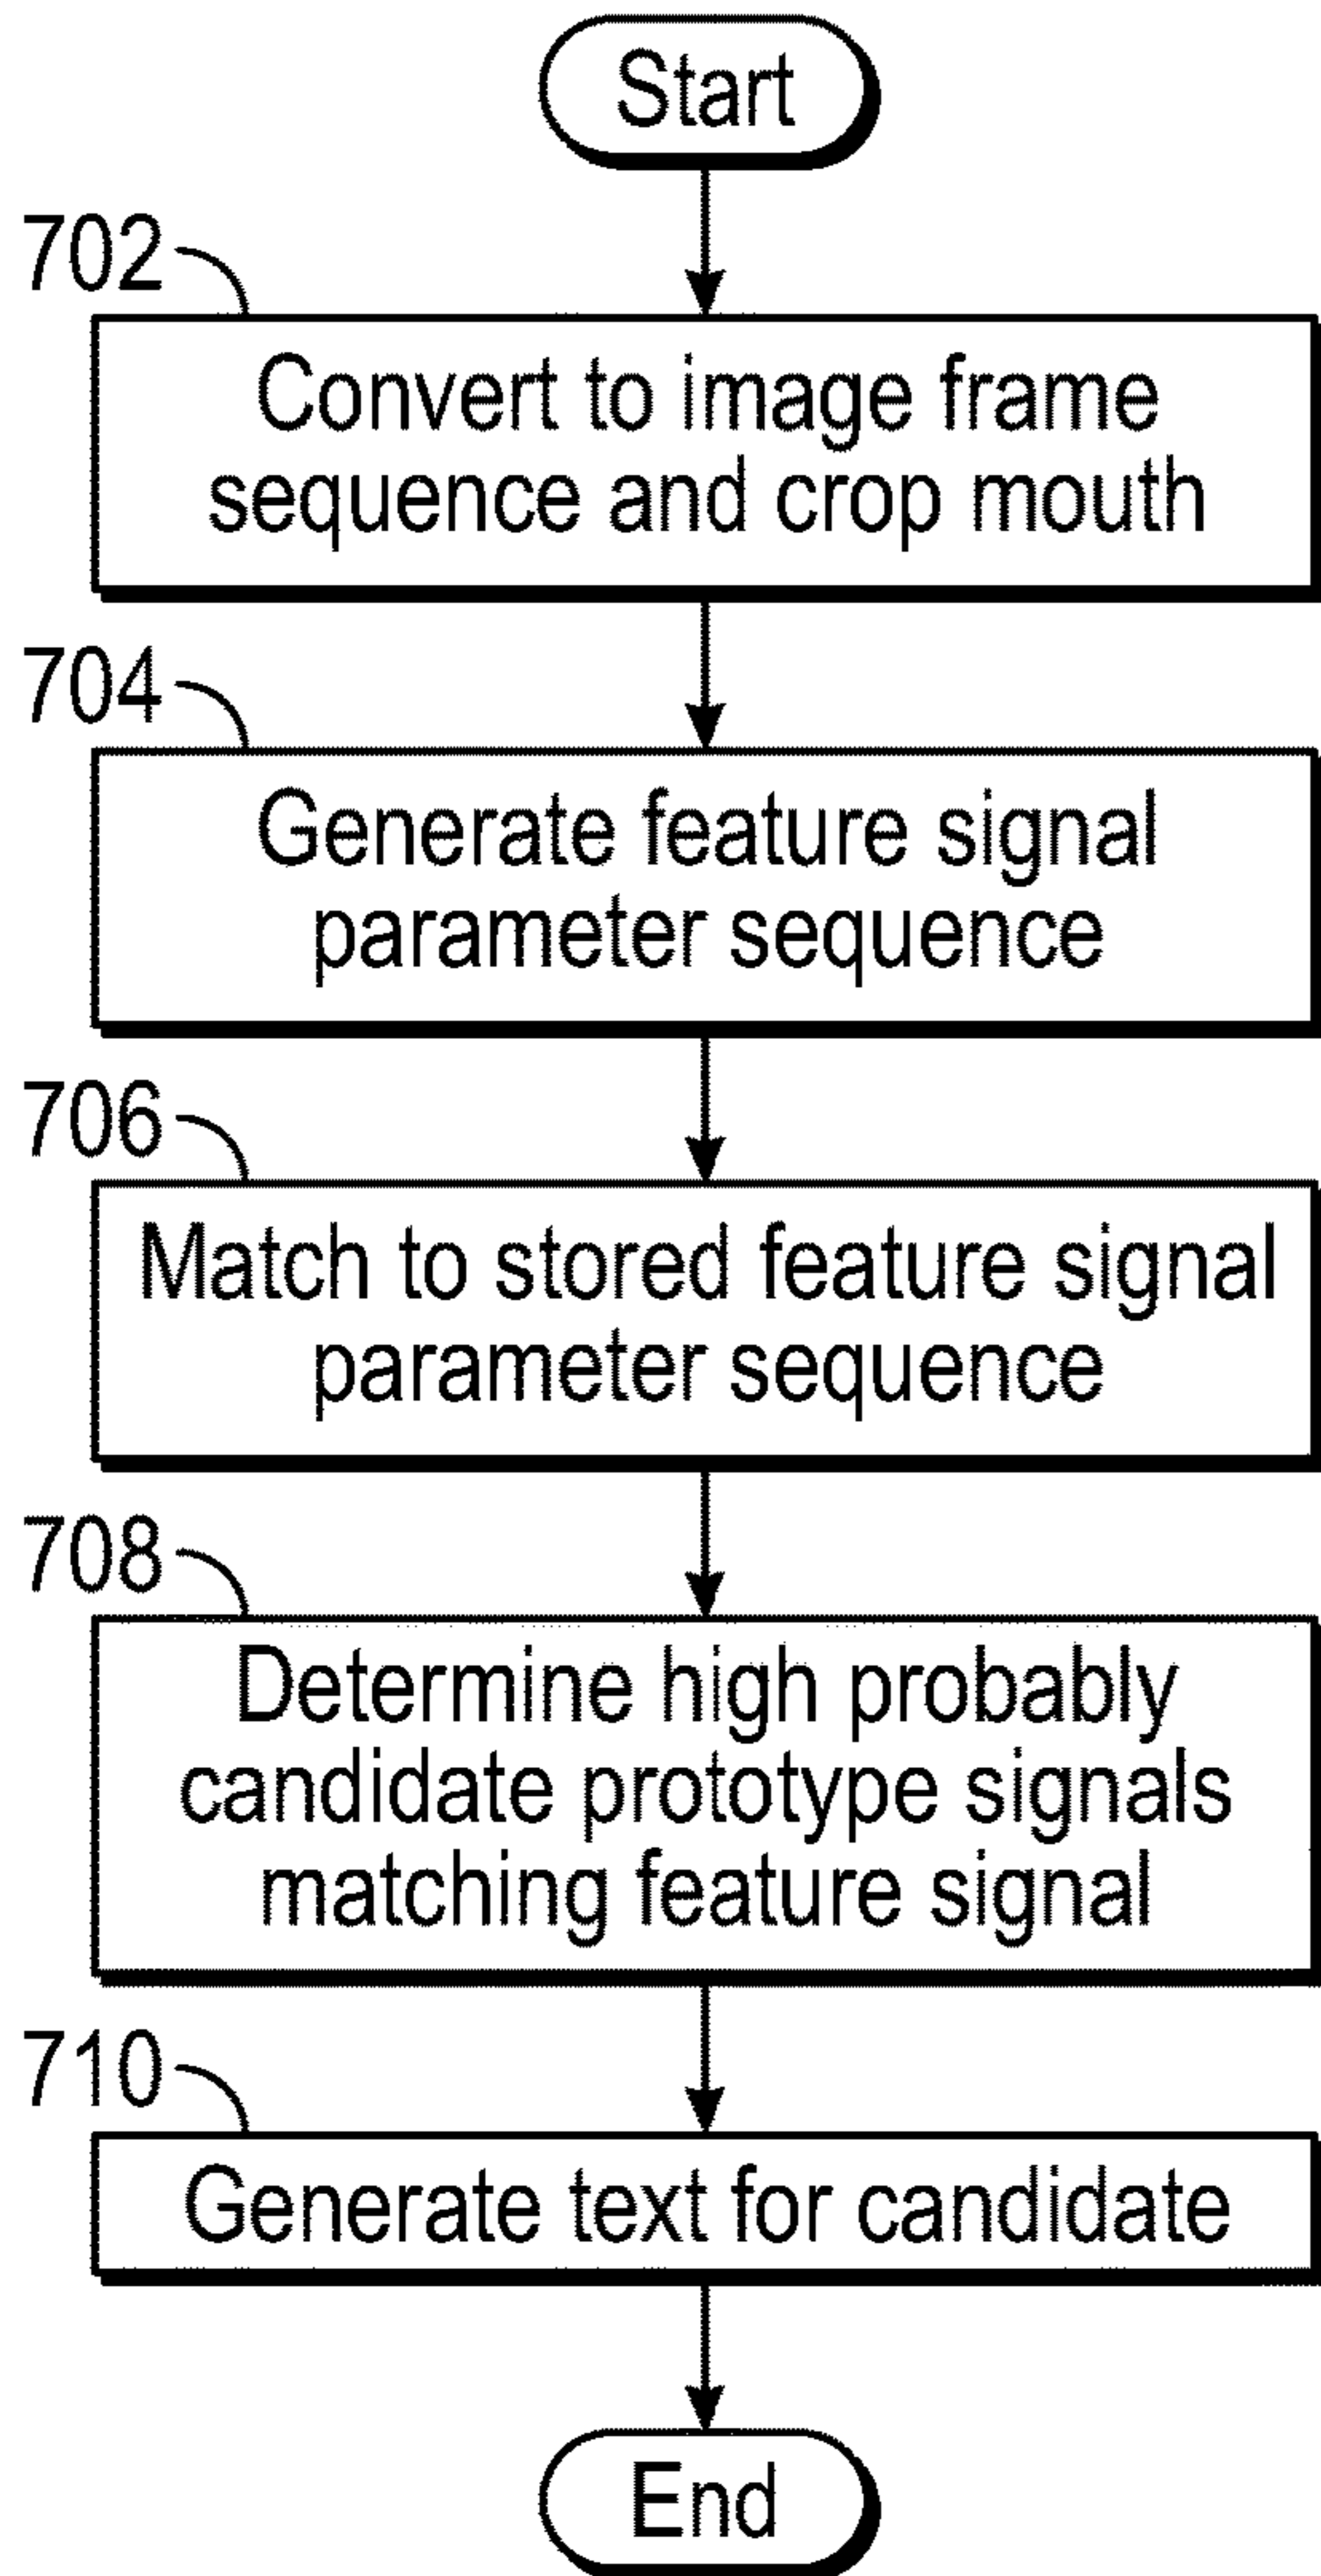 Start
702
Convert to image frame
sequence and crop mouth
704
Generate feature signal
parameter sequence
706
Match to stored feature signal
parameter sequence
708
Determine high probably
candidate prototype signals
matching feature signal
710
Generate text for candidate
End